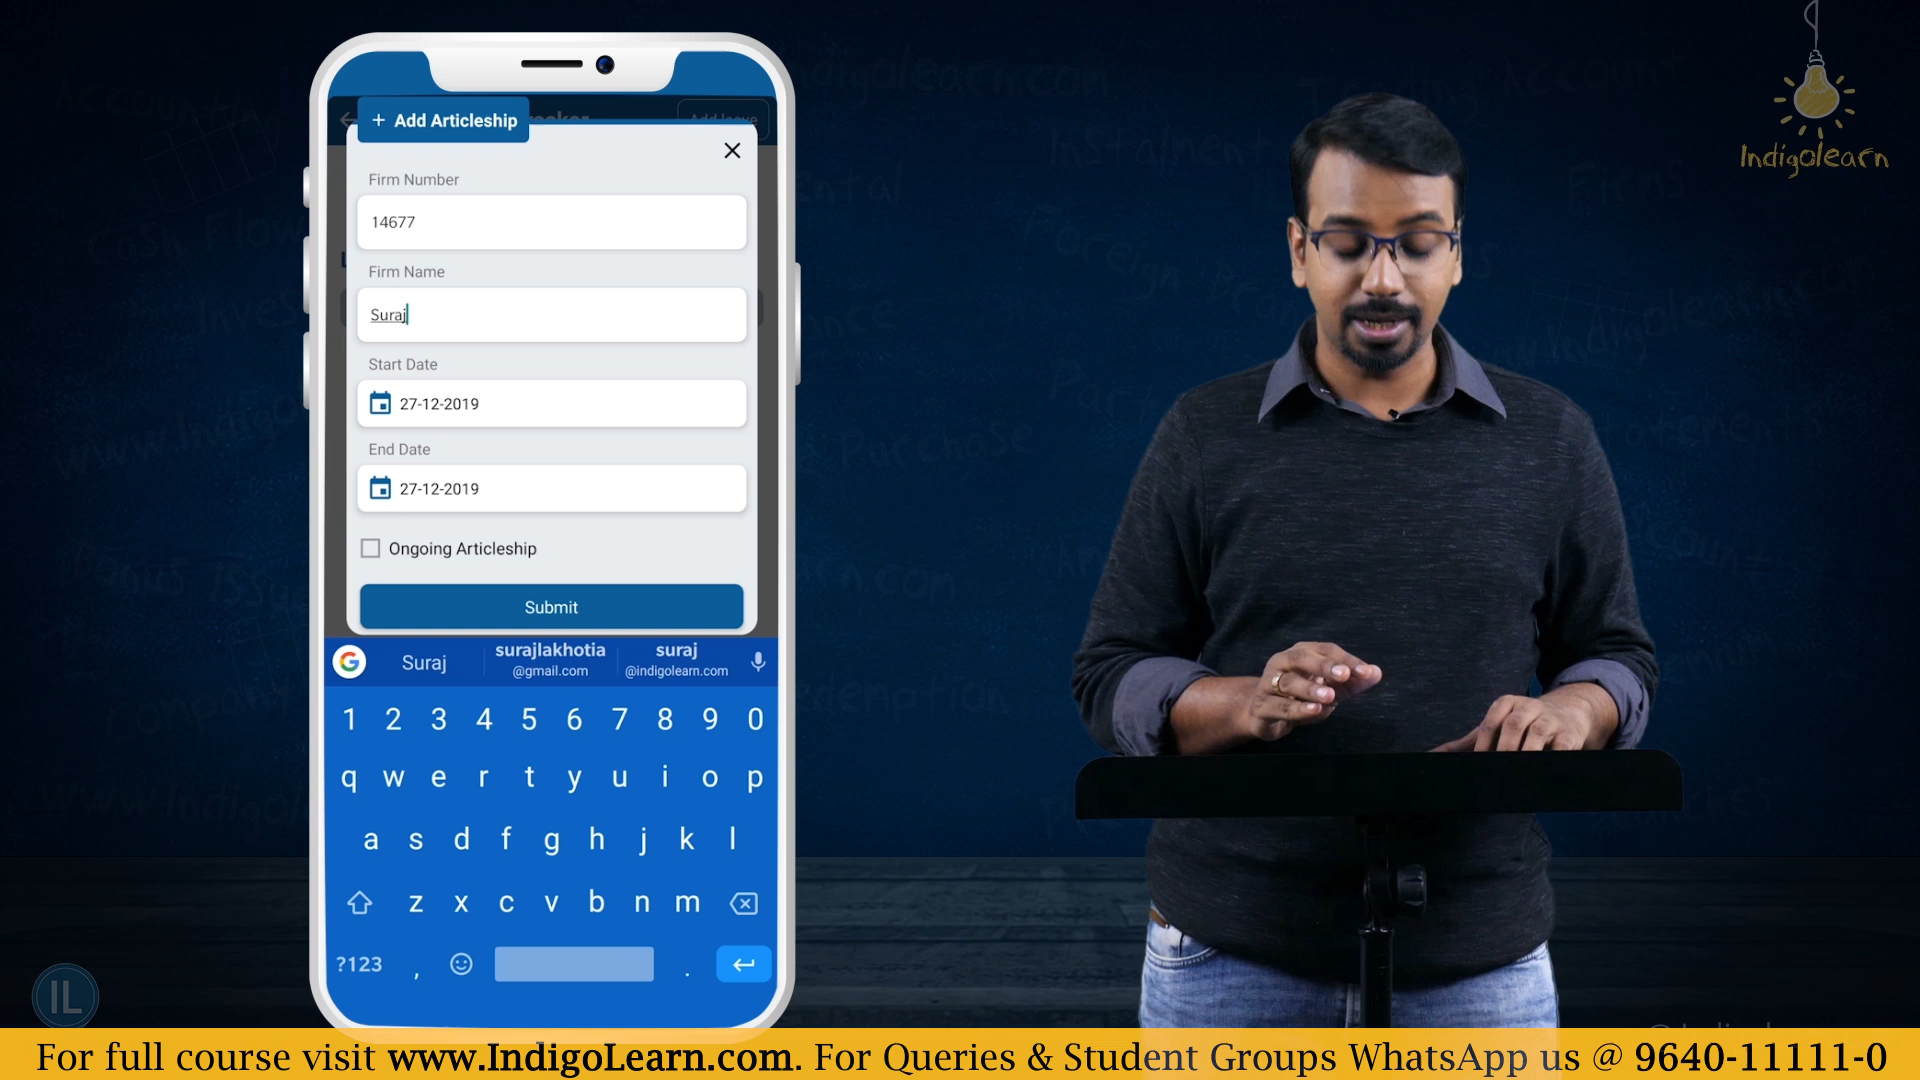 + Add Articleship
Add leave
Firm Number
14677
Firm Name
Suraj
Start Date
27-12-2019
End Date
27-12-2019
Ongoing Articleship
Submit
Suraj
surajlakhotia
@gmail.com
suraj
@indigolearn.com
1 2 3 4 5 6 7 8 9 0
q w e r t y u i o p
a s d f g h j k l
z x c v b n m
?123 , .
Indigolearn
IL
For full course visit www.IndigoLearn.com. For Queries & Student Groups WhatsApp us @ 9640-11111-0